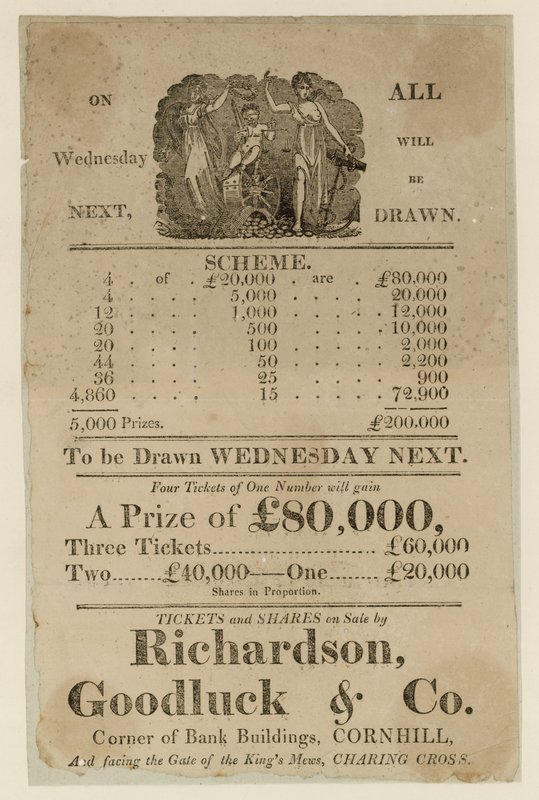 ON
Wednesday
NEXT,
ALL
WILL
BE
DRAWN.
SCHEME.
4 . of . £20,000 . are . £80,000
4 . . . . 5,000 . . . . . 20,000
12 . . . . 1,000 . . . . . 12,000
20 . . . . 500 . . . . . 10,000
20 . . . . 100 . . . . . 2,000
44 . . . . 50 . . . . . 2,200
36 . . . . 25 . . . . . 900
4,860 . . . . 15 . . . . . 72,900
5,000 Prizes. £200,000
To be Drawn WEDNESDAY NEXT.
Four Tickets of One Number will gain
A Prize of £80,000,
Three Tickets........................... £60,000
Two.......£40,000——One....... £20,000
Shares in Proportion.
TICKETS and SHARES on Sale by
Richardson,
Goodluck & Co.
Corner of Bank Buildings, CORNHILL,
And facing the Gate of the King's Mews, CHARING CROSS.